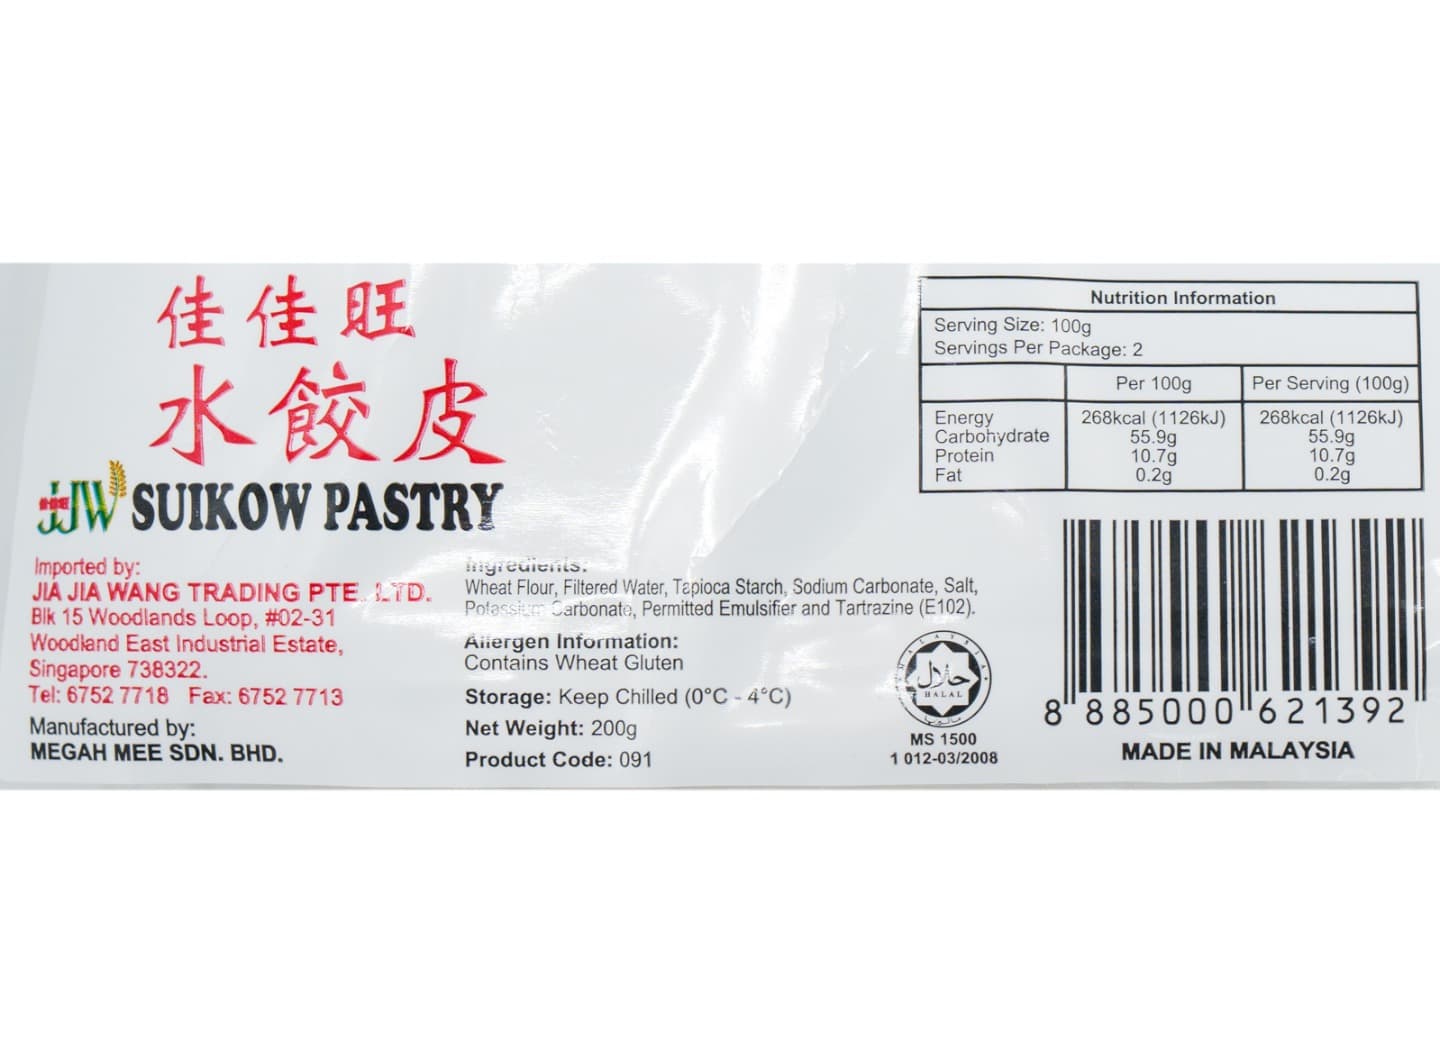 佳佳旺
水餃皮
JJW SUIKOW PASTRY
Imported by:
JIA JIA WANG TRADING PTE. LTD.
Blk 15 Woodlands Loop, #02-31
Woodland East Industrial Estate,
Singapore 738322.
Tel: 6752 7718 Fax: 6752 7713
Manufactured by:
MEGAH MEE SDN. BHD.
Ingredients:
Wheat Flour, Filtered Water, Tapioca Starch, Sodium Carbonate, Salt,
Potassium Carbonate, Permitted Emulsifier and Tartrazine (E102).
Allergen Information:
Contains Wheat Gluten
Storage: Keep Chilled (0°C - 4°C)
Net Weight: 200g
Product Code: 091
Nutrition Information
Serving Size: 100g
Servings Per Package: 2
Per 100g Per Serving (100g)
Energy 268kcal (1126kJ) 268kcal (1126kJ)
Carbohydrate 55.9g 55.9g
Protein 10.7g 10.7g
Fat 0.2g 0.2g
MALAYSIA
حلال
HALAL
ماليسيا
MS 1500
1 012-03/2008
8 885000 621392
MADE IN MALAYSIA